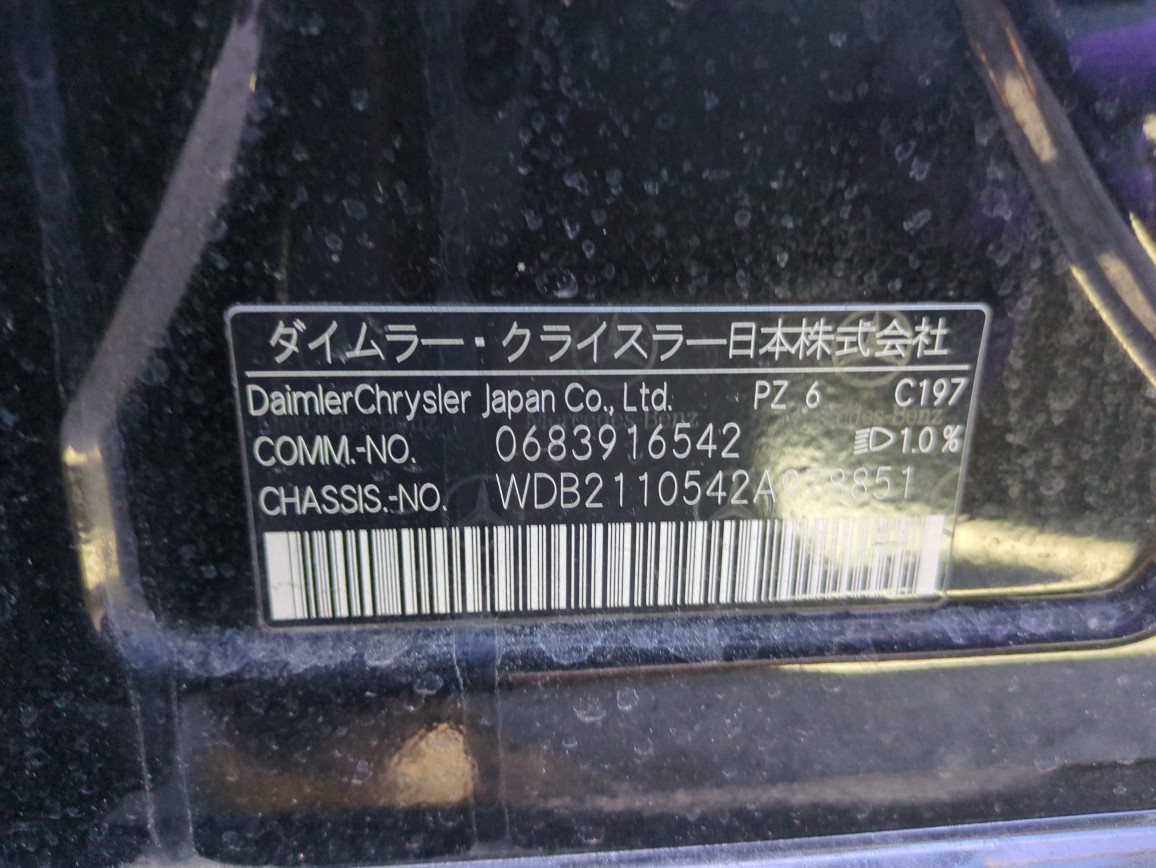 ダイムラー・クライスラー日本株式会社
DaimlerChrysler Japan Co., Ltd. PZ 6 C197
COMM.-NO. 0683916542 1.0%
CHASSIS.-NO.